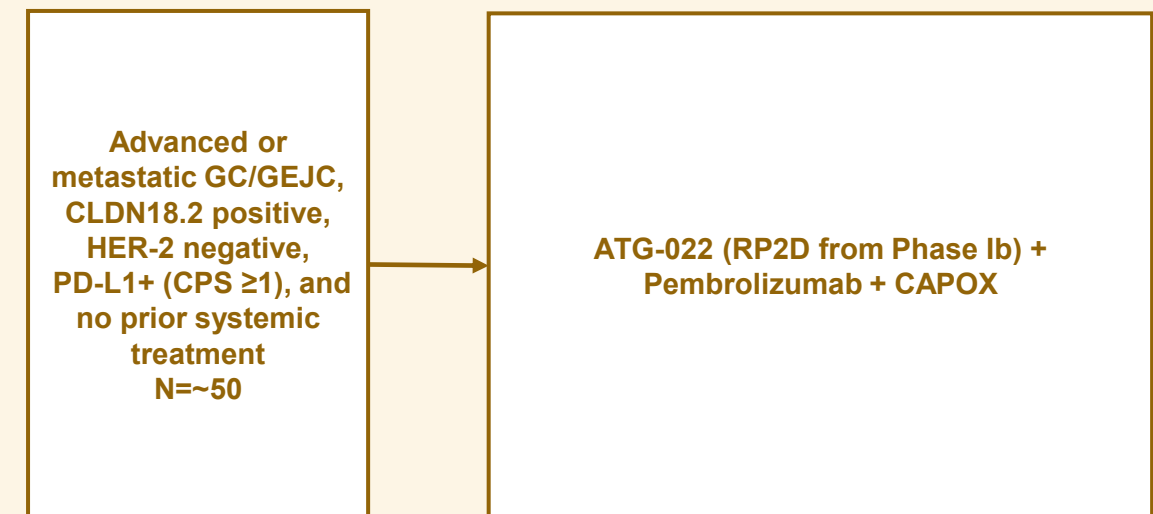 Advanced or
metastatic GC/GEJC,
CLDN18.2 positive,
HER-2 negative,
PD-L1+ (CPS ≥1), and
no prior systemic
treatment
N=~50
ATG-022 (RP2D from Phase Ib) +
Pembrolizumab + CAPOX